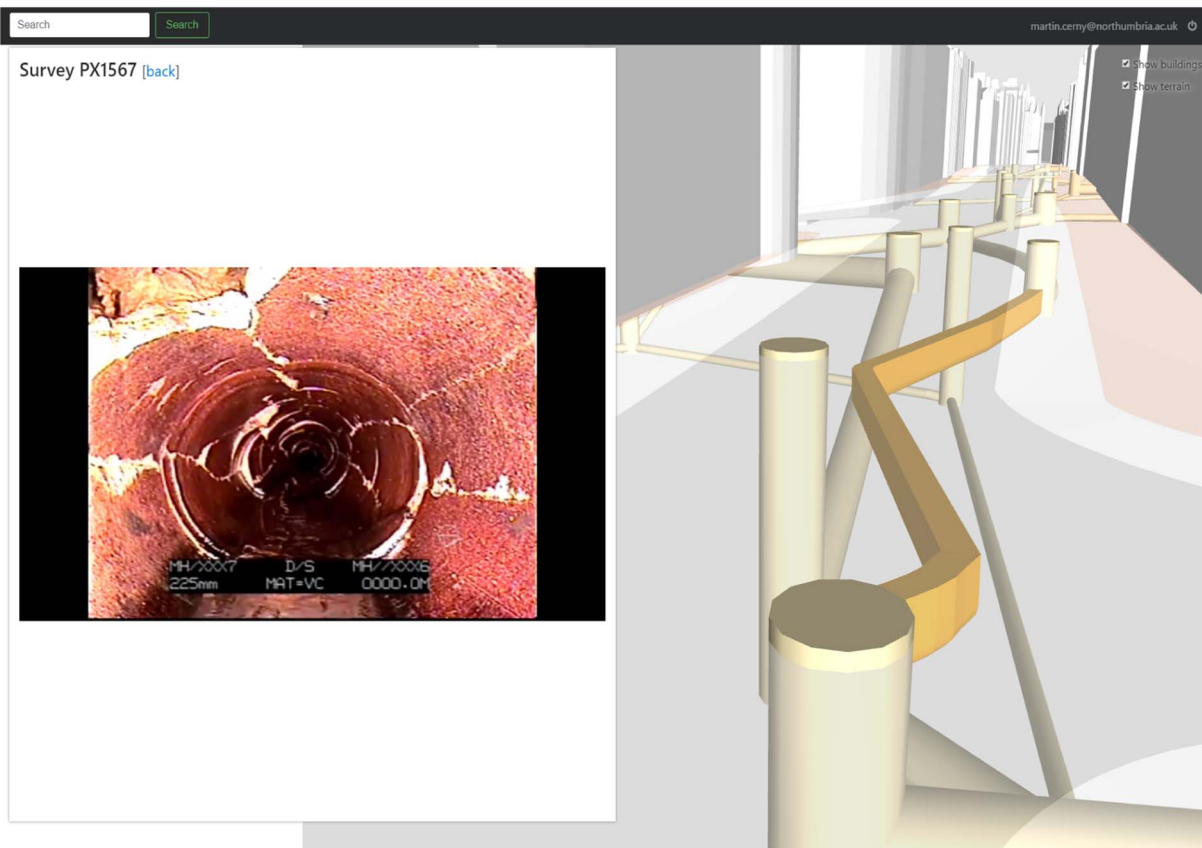 Search Search martin.cerny@northumbria.ac.uk
Survey PX1567 [back]
Show buildings
Show terrain
MH/XXX7 D/S MH//XXX6
225mm MAT=VC 0000.0M